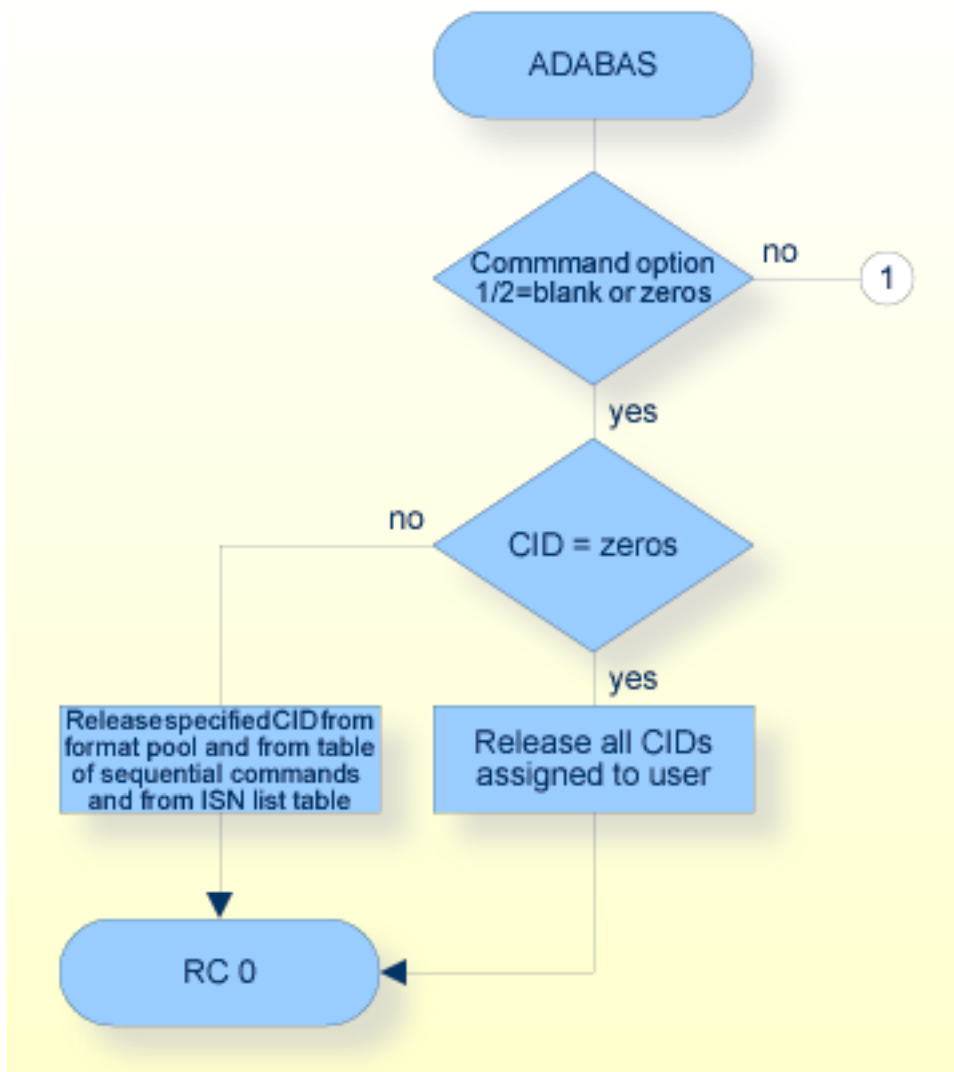 ADABAS
Commmand option
1/2=blank or zeros
no
1
yes
no
CID = zeros
yes
Release specified CID from
format pool and from table
of sequential commands
and from ISN list table
Release all CIDs
assigned to user
RC 0